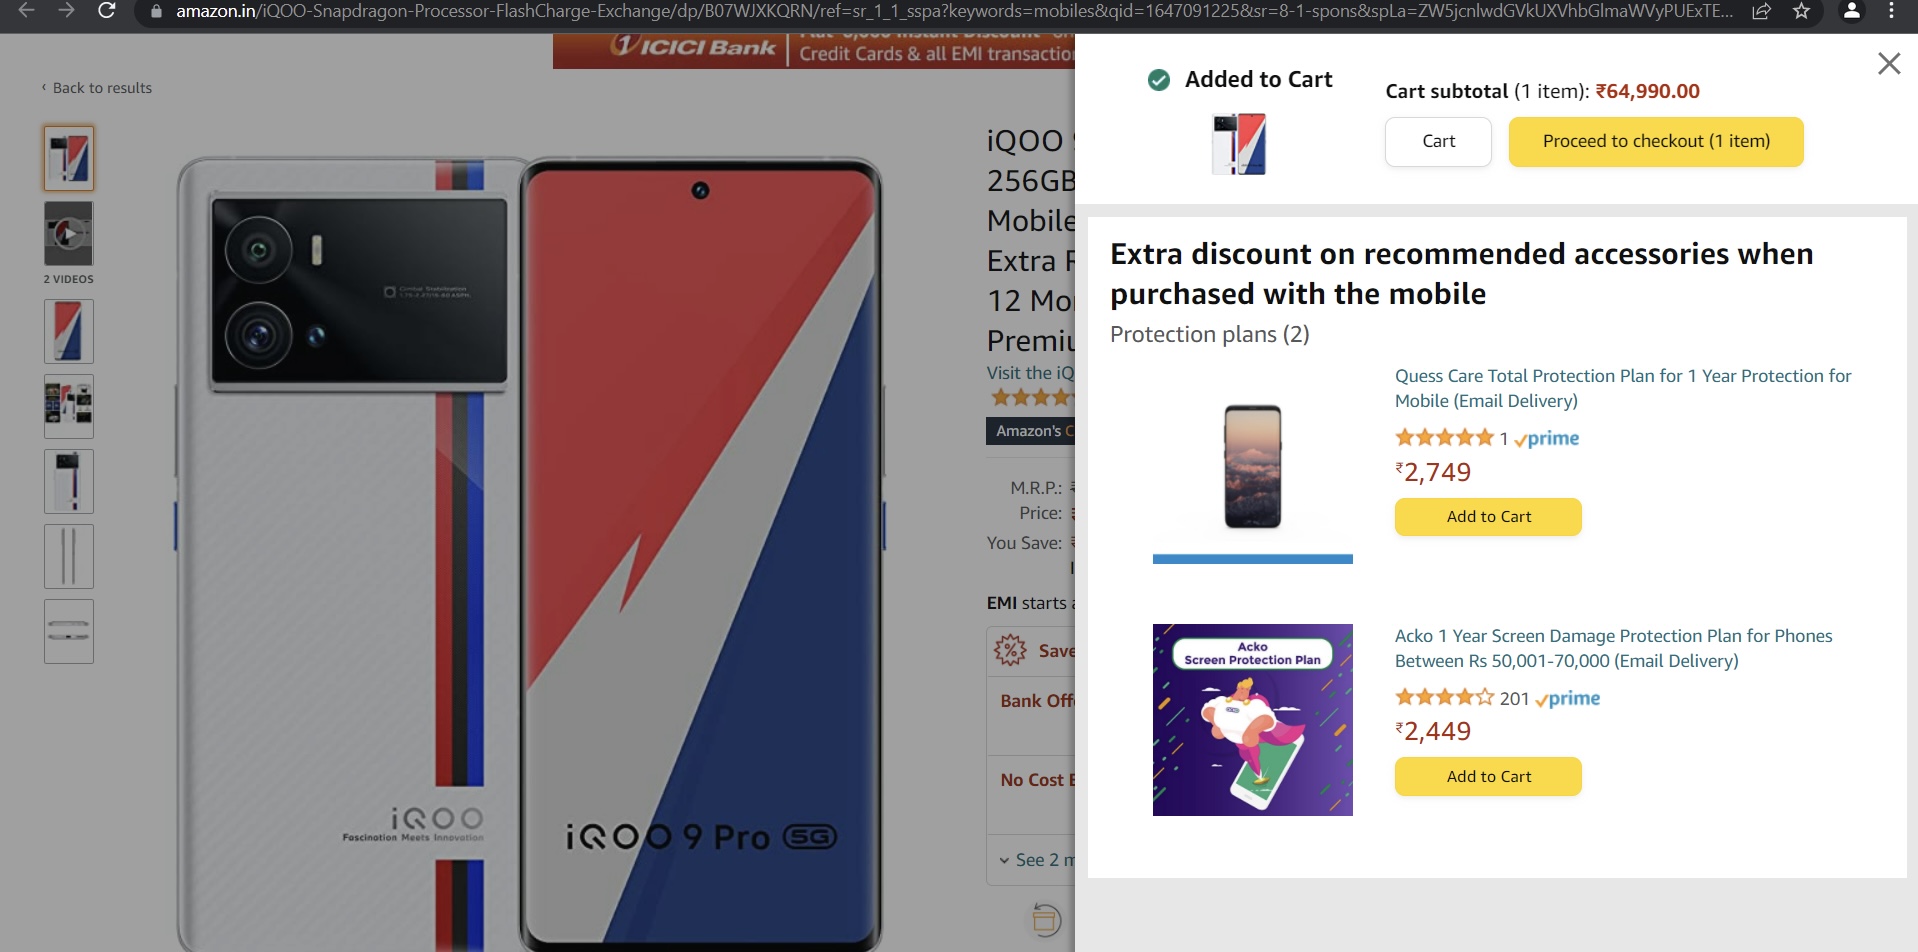 amazon.in/iQOO-Snapdragon-Processor-FlashCharge-Exchange/dp/B07WJXKQRN/ref=sr_1_1_sspa?keywords=mobiles&qid=1647091225&sr=8-1-spons&spLa=ZW5jcnlwdGVkUXVhbGlmaWVyPUExTE...
ICICI Bank
Credit Cards & all EMI transactio
‹ Back to results
2 VIDEOS
iQOO
Fascination Meets Innovation
iQOO 9 Pro 5G
iQOO
256GB
Mobile
Extra
12 Mo
Premiu
Visit the iQ
Amazon's
M.R.P.:
Price:
You Save:
EMI starts
Save
Bank Off
No Cost
See 2
Added to Cart
Cart subtotal (1 item): ₹64,990.00
Cart
Proceed to checkout (1 item)
Extra discount on recommended accessories when
purchased with the mobile
Protection plans (2)
Quess Care Total Protection Plan for 1 Year Protection for
Mobile (Email Delivery)
1 prime
₹2,749
Add to Cart
Acko
Screen Protection Plan
Acko 1 Year Screen Damage Protection Plan for Phones
Between Rs 50,001-70,000 (Email Delivery)
201 prime
₹2,449
Add to Cart